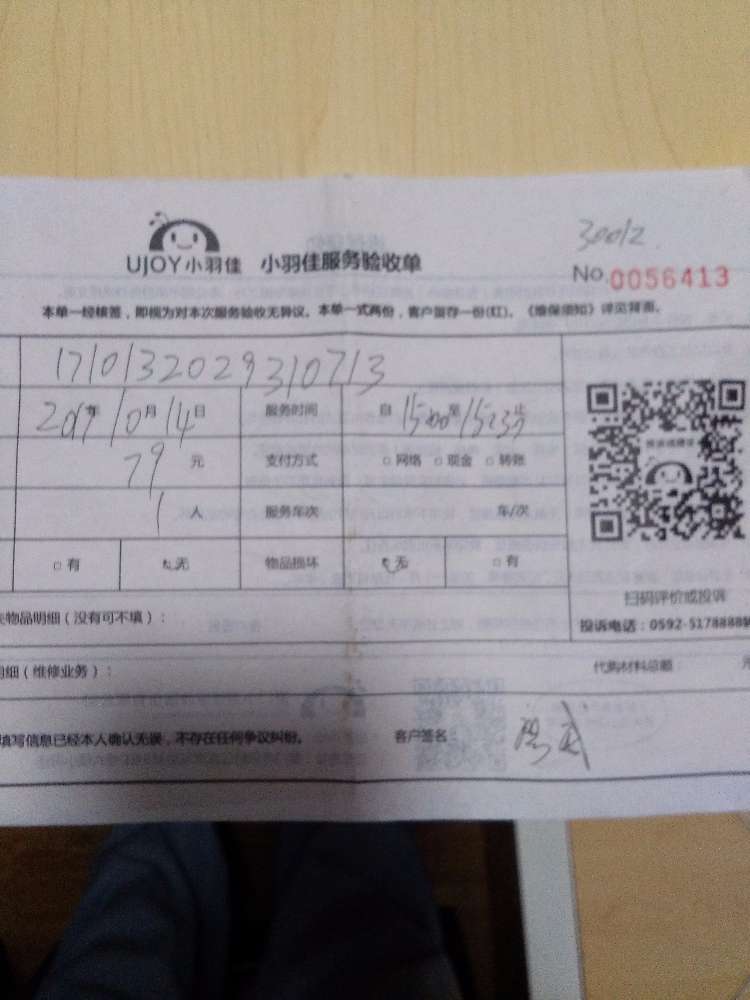 30012
UJOY小羽佳 小羽佳服务验收单
No.0056413
本单一经核签，即视为对本次服务验收无异议。本单一式两份，客户留存一份(红)。《维保须知》详见背面。
1710132029310713
2017年10月14日 服务时间 自15:00至15:37止
79元 支付方式 □网络 □现金 □转账
1人 服务车次 车/次
□有 无 物品损坏 无 □有
扫码评价或投诉
物品明细（没有可不填）：
投诉电话：0592-5178888
明细（维修业务）： 代购材料总额
填写信息已经本人确认无误，不存在任何争议纠纷。 客户签名